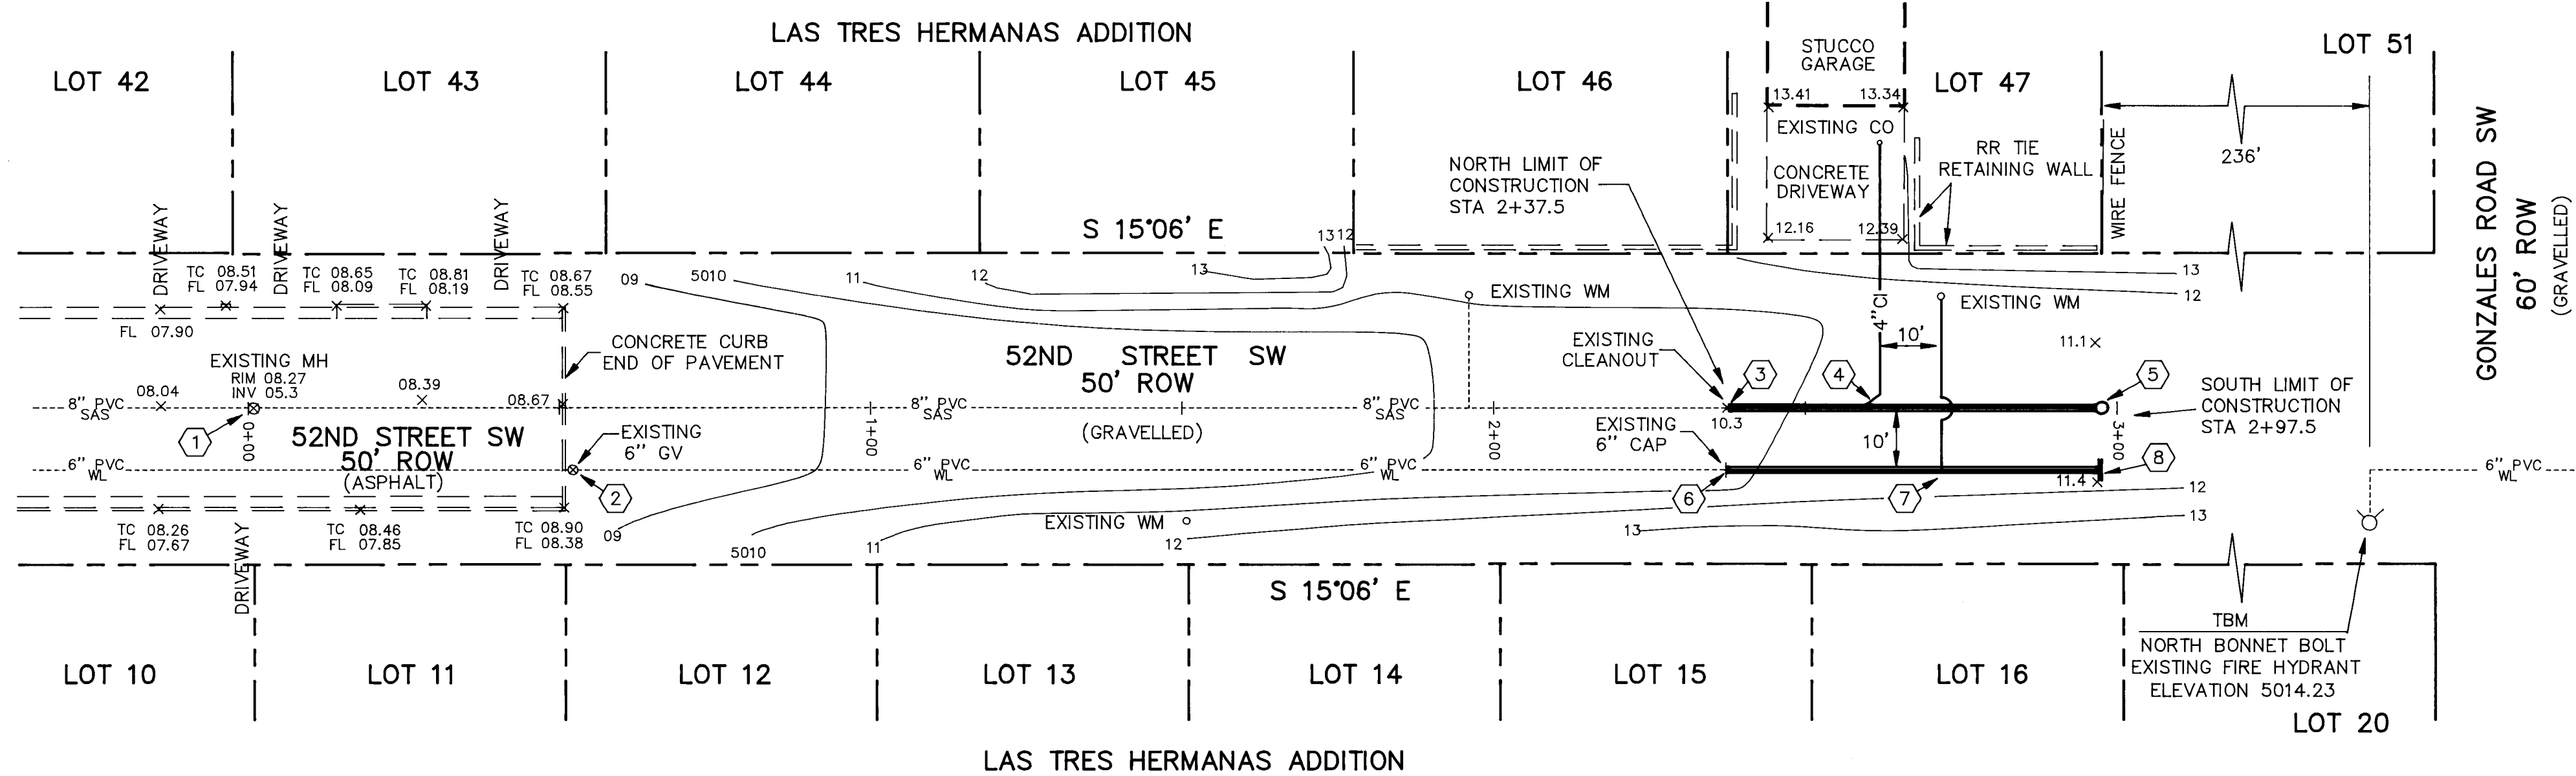 LAS TRES HERMANAS ADDITION
LOT 42
LOT 43
LOT 44
LOT 45
LOT 46
STUCCO
GARAGE
LOT 47
LOT 51
13.41
13.34
EXISTING CO
CONCRETE
DRIVEWAY
12.16
12.39
RR TIE
RETAINING WALL
WIRE FENCE
236'
GONZALES ROAD SW
60' ROW
(GRAVELLED)
NORTH LIMIT OF
CONSTRUCTION
STA 2+37.5
S 15°06' E
DRIVEWAY
DRIVEWAY
DRIVEWAY
TC 08.51
FL 07.94
TC 08.65
FL 08.09
TC 08.81
FL 08.19
TC 08.67
FL 08.55
09
5010
11
12
13
13
12
13
12
FL 07.90
EXISTING WM
4" CI
EXISTING WM
10'
11.1
CONCRETE CURB
END OF PAVEMENT
52ND STREET SW
50' ROW
EXISTING
CLEANOUT
3
4
5
SOUTH LIMIT OF
CONSTRUCTION
STA 2+97.5
EXISTING MH
RIM 08.27
INV 05.3
08.04
08.39
08.67
8" PVC
SAS
8" PVC
SAS
8" PVC
SAS
10.3
1
0+00
1+00
2+00
3+00
52ND STREET SW
50' ROW
(ASPHALT)
EXISTING
6" GV
(GRAVELLED)
EXISTING
6" CAP
10'
6" PVC
WL
6" PVC
WL
6" PVC
WL
6" PVC
WL
2
6
7
8
11.4
12
13
13
12
EXISTING WM
11
5010
09
TC 08.26
FL 07.67
TC 08.46
FL 07.85
TC 08.90
FL 08.38
DRIVEWAY
S 15°06' E
TBM
NORTH BONNET BOLT
EXISTING FIRE HYDRANT
ELEVATION 5014.23
LOT 10
LOT 11
LOT 12
LOT 13
LOT 14
LOT 15
LOT 16
LOT 20
LAS TRES HERMANAS ADDITION